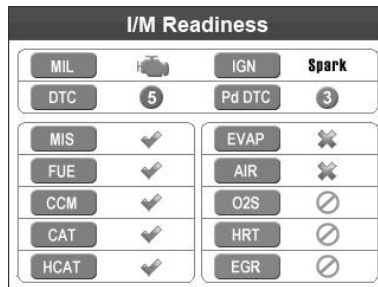 I/M Readiness
MIL IGN Spark
DTC 5 Pd DTC 3
MIS EVAP
FUE AIR
CCM O2S
CAT HRT
HCAT EGR